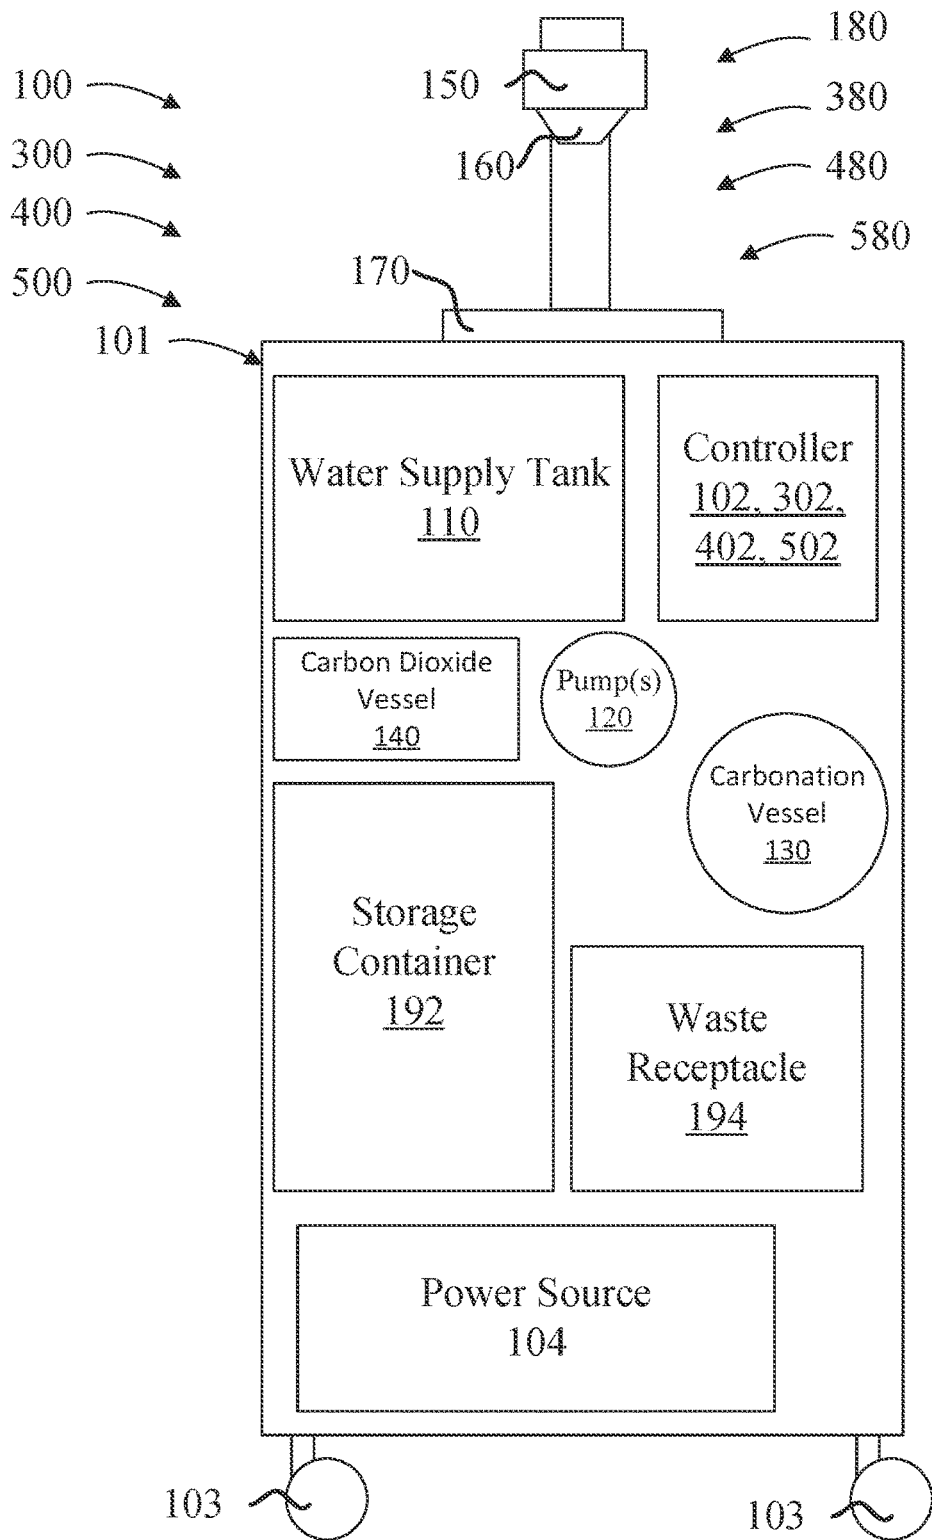 180
150
100
380
160
300
480
400
580
170
500
101
Water Supply Tank
110
Controller
102, 302,
402, 502
Carbon Dioxide
Vessel
140
Pump(s)
120
Carbonation
Vessel
130
Storage
Container
192
Waste
Receptacle
194
Power Source
104
103
103